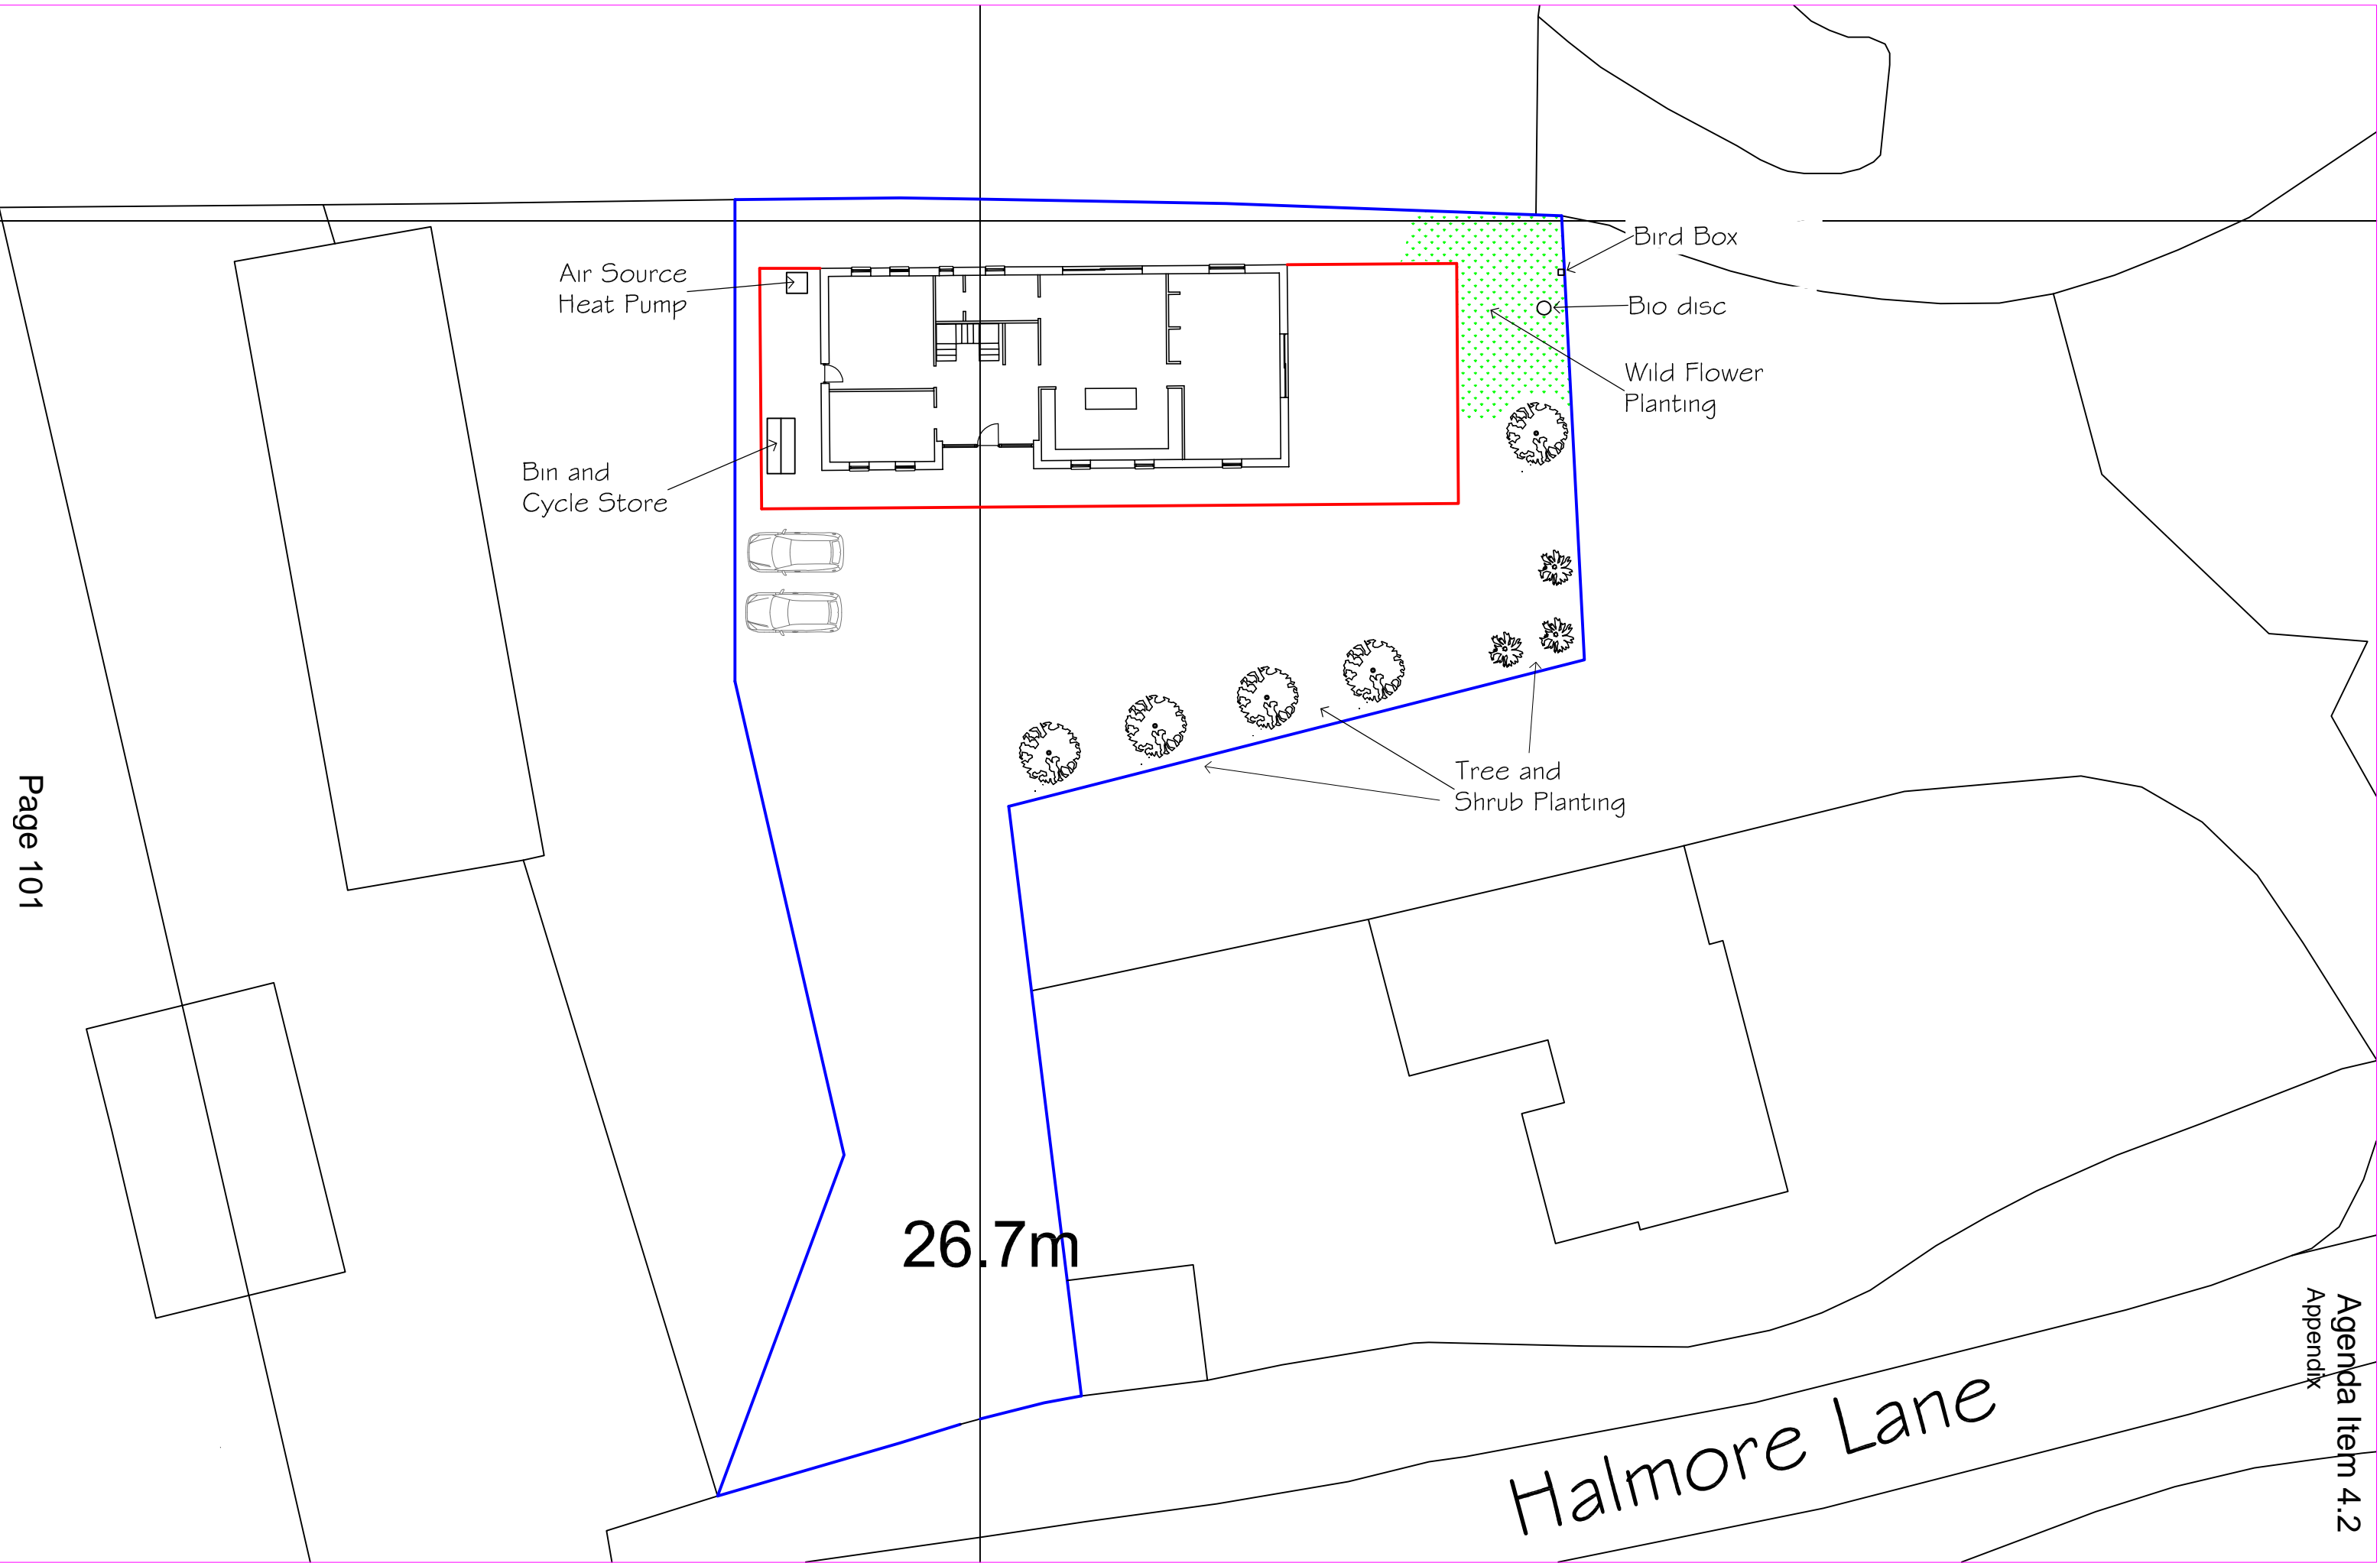 Bird Box
Air Source
Heat Pump
Bio disc
Wild Flower
Planting
Bin and
Cycle Store
Tree and
Shrub Planting
Page 101
26.7m
Halmore Lane
Agenda Item 4.2
Appendix